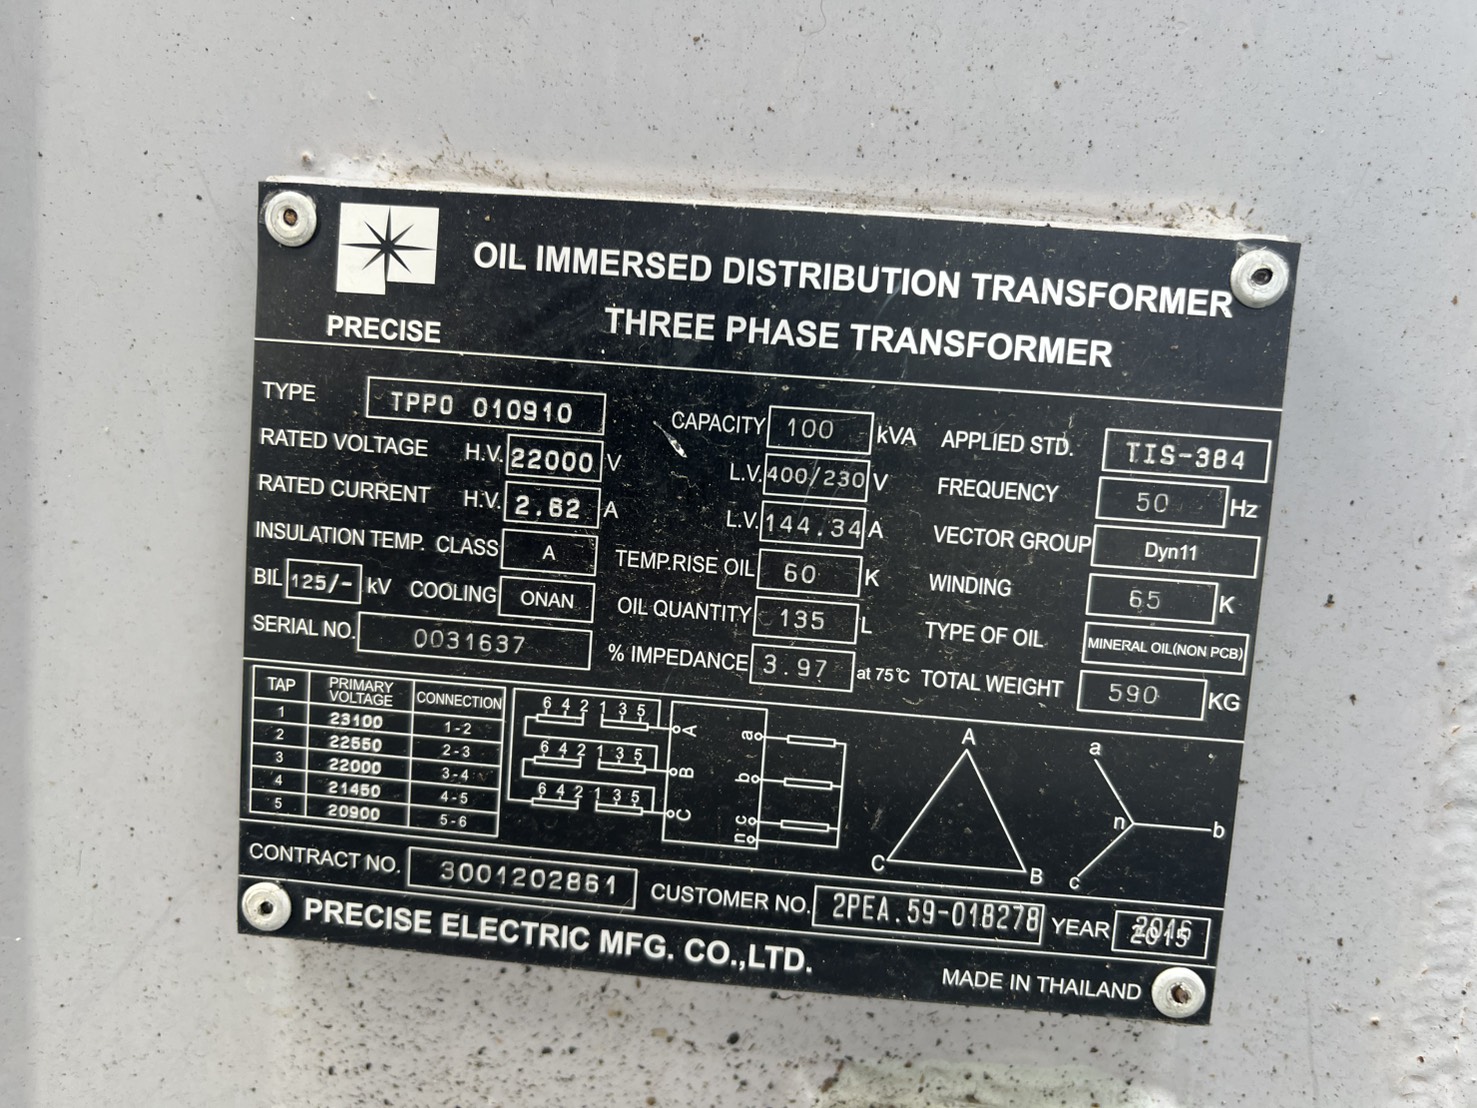 OIL IMMERSED DISTRIBUTION TRANSFORMER
PRECISE THREE PHASE TRANSFORMER
TYPE TPPO 010910 CAPACITY 100 kVA APPLIED STD. TIS-384
RATED VOLTAGE H.V. 22000 V L.V. 400/230 V FREQUENCY 50 Hz
RATED CURRENT H.V. 2.62 A L.V. 144.34 A VECTOR GROUP Dyn11
INSULATION TEMP. CLASS A TEMP.RISE OIL 60 K WINDING 65 K
BIL 125/- kV COOLING ONAN OIL QUANTITY 135 L TYPE OF OIL MINERAL OIL(NON PCB)
SERIAL NO. 0031637 % IMPEDANCE 3.97 at 75°C TOTAL WEIGHT 590 KG
TAP PRIMARY VOLTAGE CONNECTION
1 23100 1-2
2 22550 2-3
3 22000 3-4
4 21450 4-5
5 20900 5-6
6 4 2 1 3 5 A a
6 4 2 1 3 5 B b
6 4 2 1 3 5 C c
n
A
C B
a
n b
c
CONTRACT NO. 3001202861 CUSTOMER NO. 2PEA.59-018278 YEAR
PRECISE ELECTRIC MFG. CO.,LTD.
MADE IN THAILAND